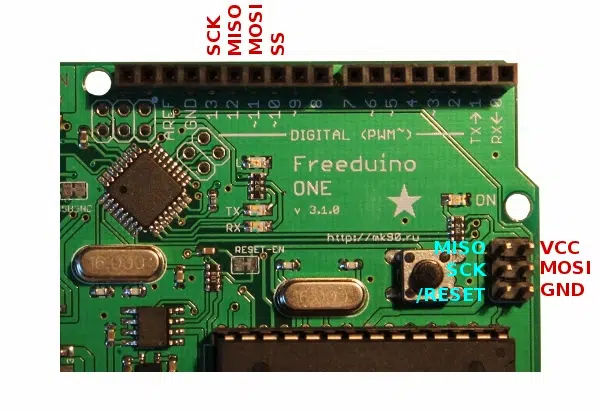 SCK
MISO
MOSI
SS
AREF
GND
13
12
~11
~10
~9
8
7
~6
~5
4
~3
2
TX→1
RX←0
DIGITAL (PWM~)
Freeduino
ONE
v 3.1.0
TX
RX
ON
http://mk90.ru
RESET-EN
MISO
VCC
SCK
MOSI
/RESET
GND